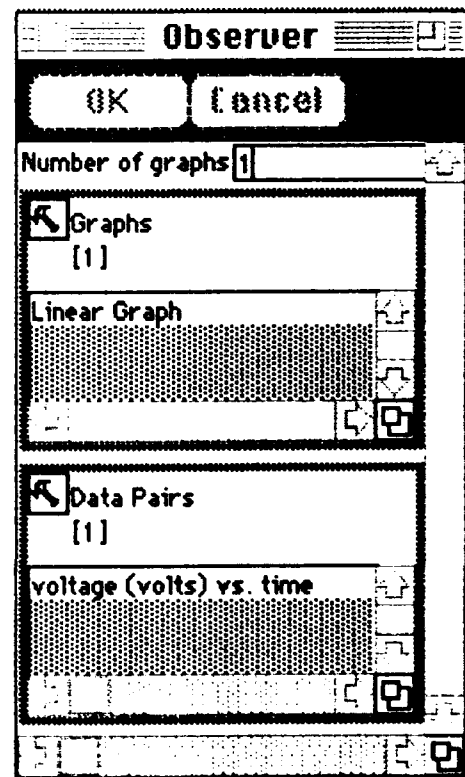 Observer
OK Cancel
Number of graphs 1
Graphs
[1]
Linear Graph
Data Pairs
[1]
voltage (volts) vs. time